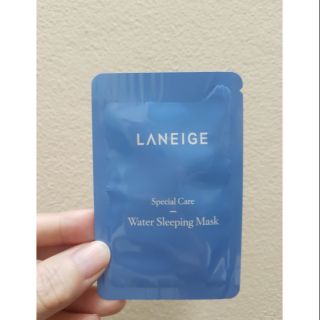 LANEIGE
Special Care
Water Sleeping Mask